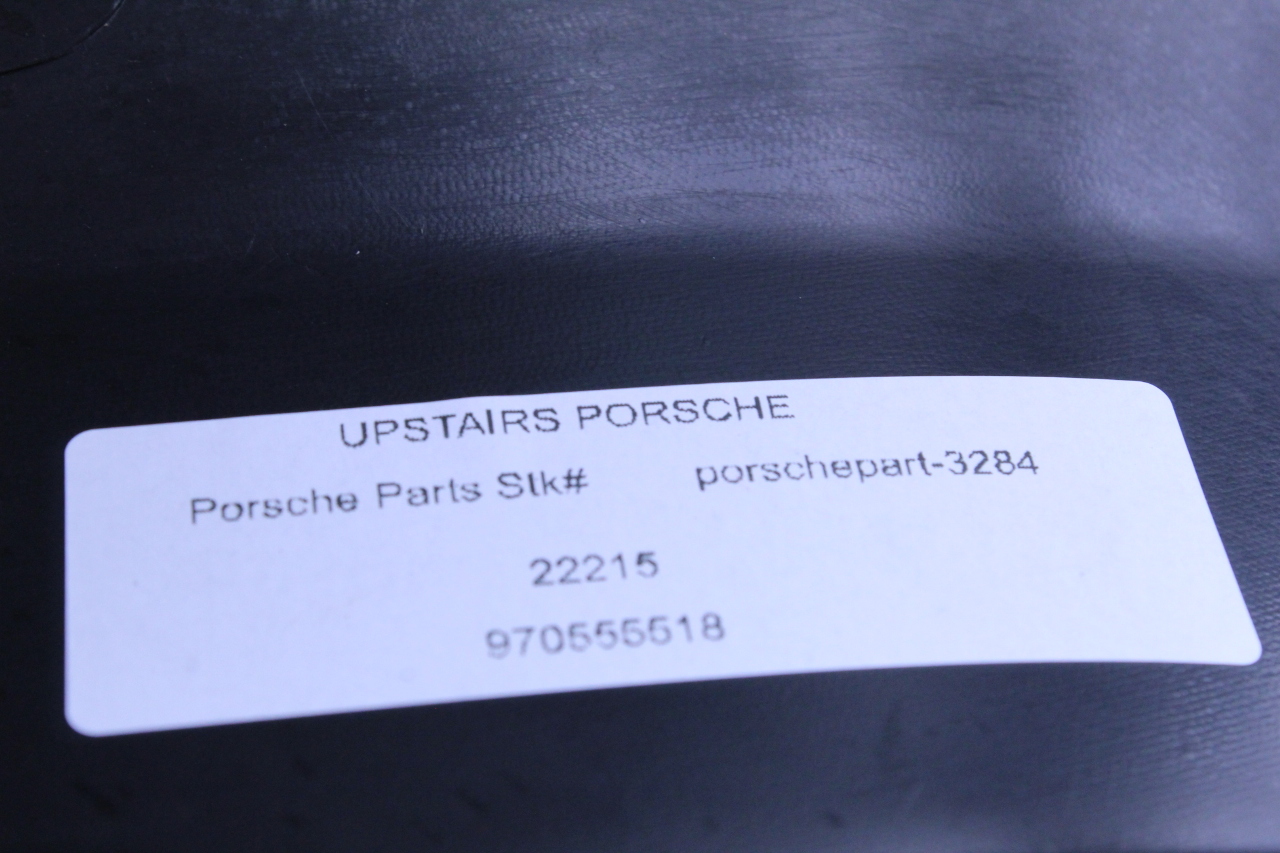 UPSTAIRS PORSCHE
Porsche Parts Stk# porschepart-3284
22215
970555518